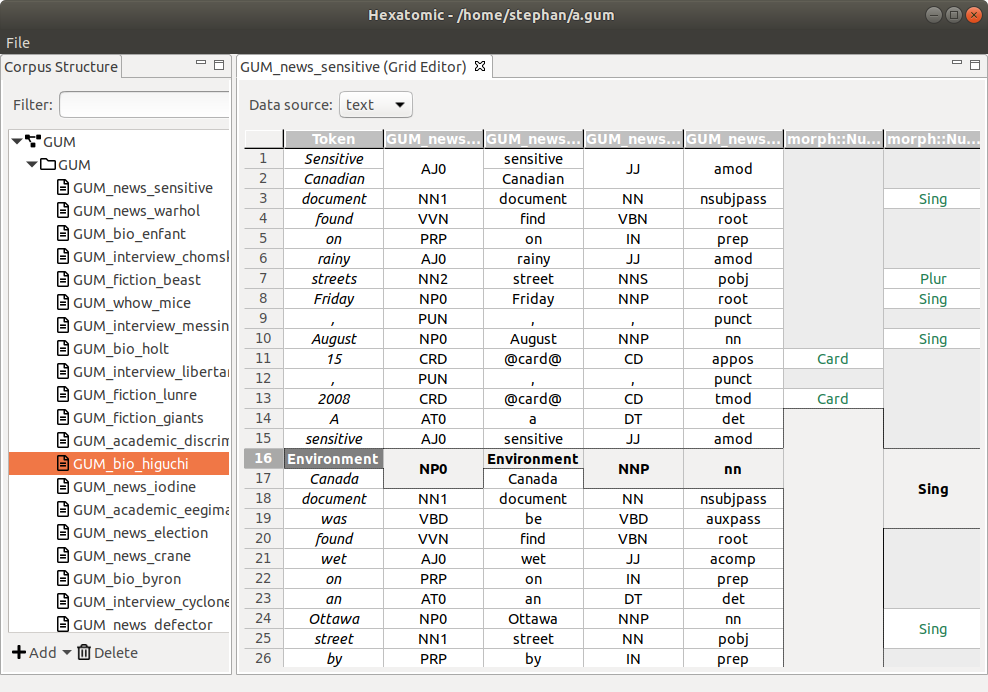 Hexatomic - /home/stephan/a.gum
File
Corpus Structure
Filter:
GUM
GUM
GUM_news_sensitive
GUM_news_warhol
GUM_bio_enfant
GUM_interview_chomsk
GUM_fiction_beast
GUM_whow_mice
GUM_interview_messin
GUM_bio_holt
GUM_interview_libertar
GUM_fiction_lunre
GUM_fiction_giants
GUM_academic_discrim
GUM_bio_higuchi
GUM_news_iodine
GUM_academic_eegima
GUM_news_election
GUM_news_crane
GUM_bio_byron
GUM_interview_cyclone
GUM_news_defector
Add Delete
GUM_news_sensitive (Grid Editor)
Data source: text
Token GUM_news... GUM_news... GUM_news... GUM_news... morph::Nu... morph::Nu...
1 Sensitive AJ0 sensitive JJ amod
2 Canadian Canadian
3 document NN1 document NN nsubjpass Sing
4 found VVN find VBN root
5 on PRP on IN prep
6 rainy AJ0 rainy JJ amod
7 streets NN2 street NNS pobj Plur
8 Friday NP0 Friday NNP root Sing
9 , PUN , , punct
10 August NP0 August NNP nn Sing
11 15 CRD @card@ CD appos Card
12 , PUN , , punct
13 2008 CRD @card@ CD tmod Card
14 A AT0 a DT det
15 sensitive AJ0 sensitive JJ amod
16 Environment NP0 Environment NNP nn Sing
17 Canada Canada
18 document NN1 document NN nsubjpass
19 was VBD be VBD auxpass
20 found VVN find VBN root
21 wet AJ0 wet JJ acomp
22 on PRP on IN prep
23 an AT0 an DT det
24 Ottawa NP0 Ottawa NNP nn Sing
25 street NN1 street NN pobj
26 by PRP by IN prep